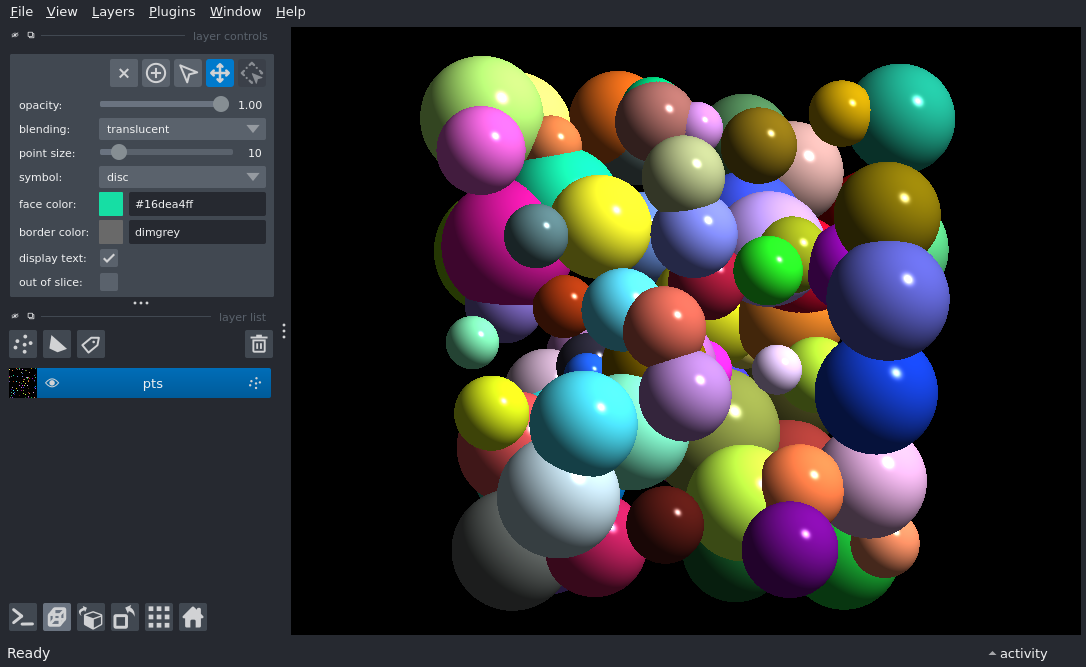 File View Layers Plugins Window Help
layer controls
opacity: 1.00
blending: translucent
point size: 10
symbol: disc
face color: #16dea4ff
border color: dimgrey
display text:
out of slice:
layer list
pts
Ready activity